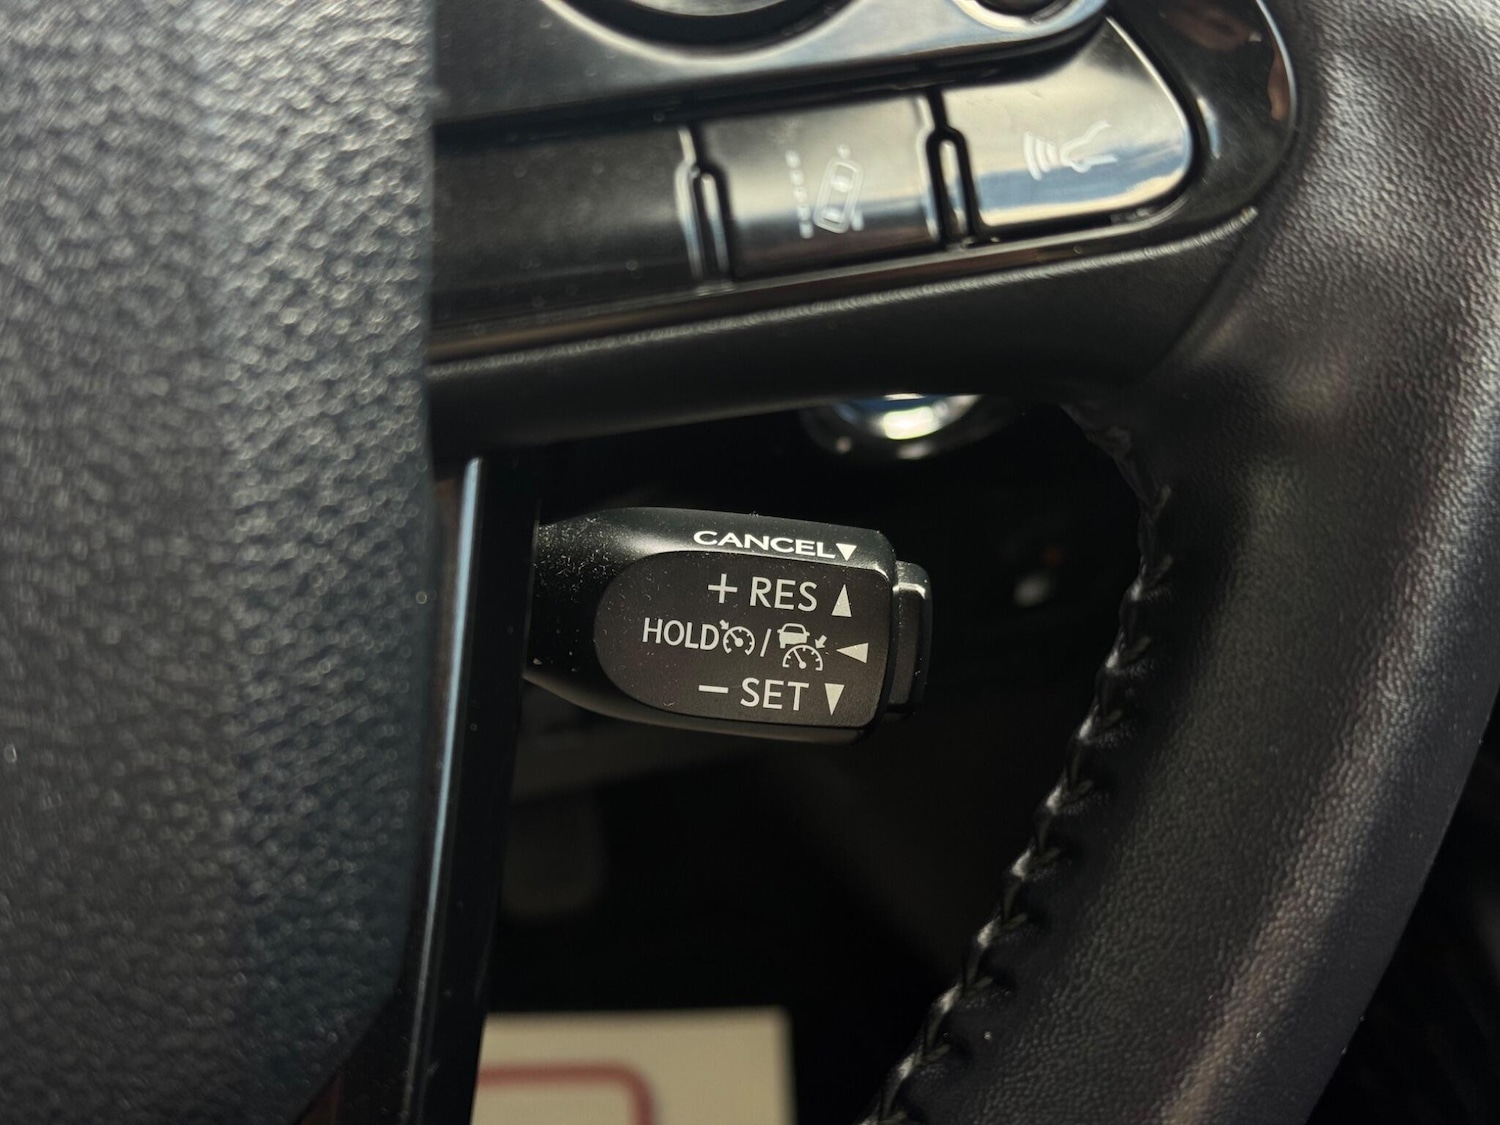 CANCEL▼
+ RES ▲
HOLD / ◀
− SET ▼